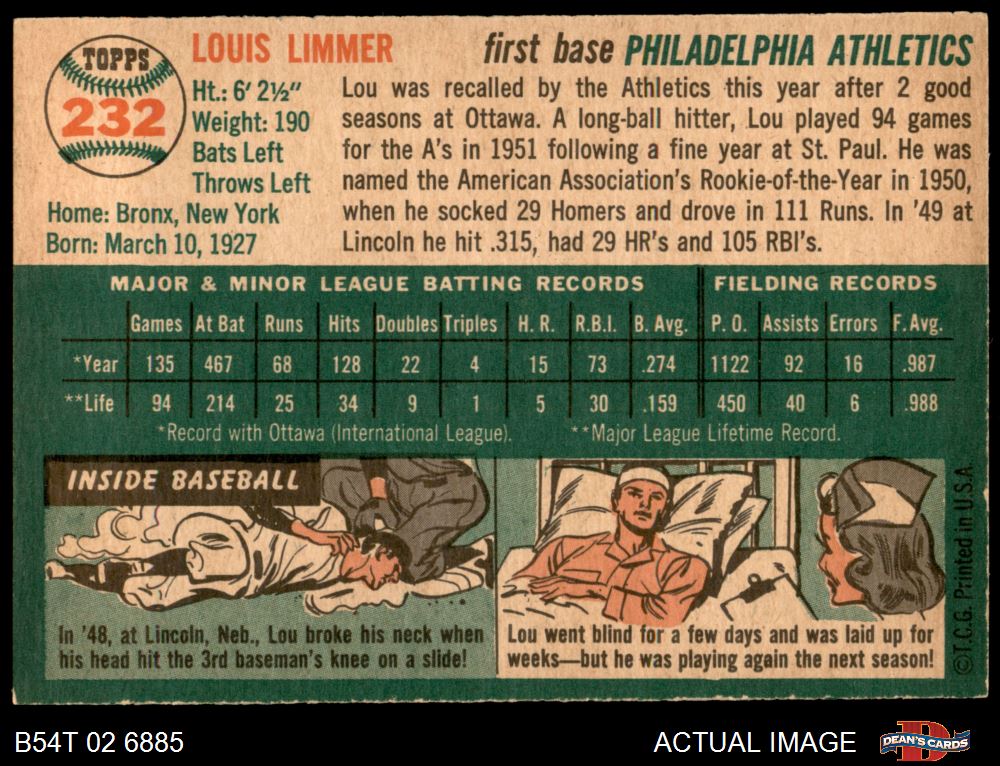 TOPPS
232
LOUIS LIMMER
first base PHILADELPHIA ATHLETICS
Ht.: 6' 2½"
Weight: 190
Bats Left
Throws Left
Home: Bronx, New York
Born: March 10, 1927
Lou was recalled by the Athletics this year after 2 good
seasons at Ottawa. A long-ball hitter, Lou played 94 games
for the A's in 1951 following a fine year at St. Paul. He was
named the American Association's Rookie-of-the-Year in 1950,
when he socked 29 Homers and drove in 111 Runs. In '49 at
Lincoln he hit .315, had 29 HR's and 105 RBI's.
MAJOR & MINOR LEAGUE BATTING RECORDS FIELDING RECORDS
Games At Bat Runs Hits Doubles Triples H. R. R.B.I. B. Avg. P. O. Assists Errors F. Avg.
*Year 135 467 68 128 22 4 15 73 .274 1122 92 16 .987
**Life 94 214 25 34 9 1 5 30 .159 450 40 6 .988
*Record with Ottawa (International League). **Major League Lifetime Record.
INSIDE BASEBALL
In '48, at Lincoln, Neb., Lou broke his neck when
his head hit the 3rd baseman's knee on a slide!
Lou went blind for a few days and was laid up for
weeks—but he was playing again the next season!
©T.C.G. Printed in U.S.A.
B54T 02 6885
ACTUAL IMAGE
DEAN'S CARDS